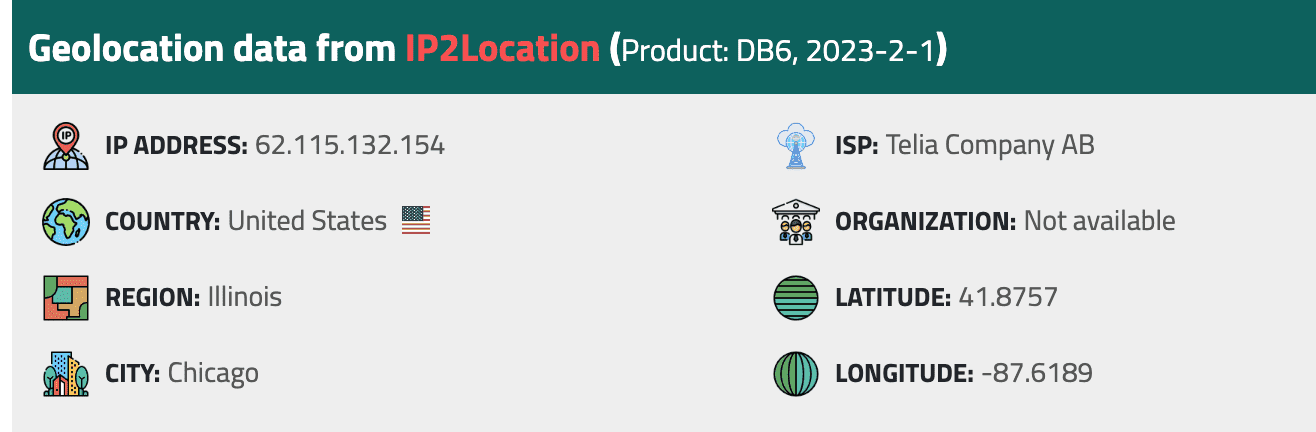 Geolocation data from IP2Location (Product: DB6, 2023-2-1)
IP
IP ADDRESS: 62.115.132.154
ISP: Telia Company AB
COUNTRY: United States
ORGANIZATION: Not available
REGION: Illinois
LATITUDE: 41.8757
CITY: Chicago
LONGITUDE: -87.6189